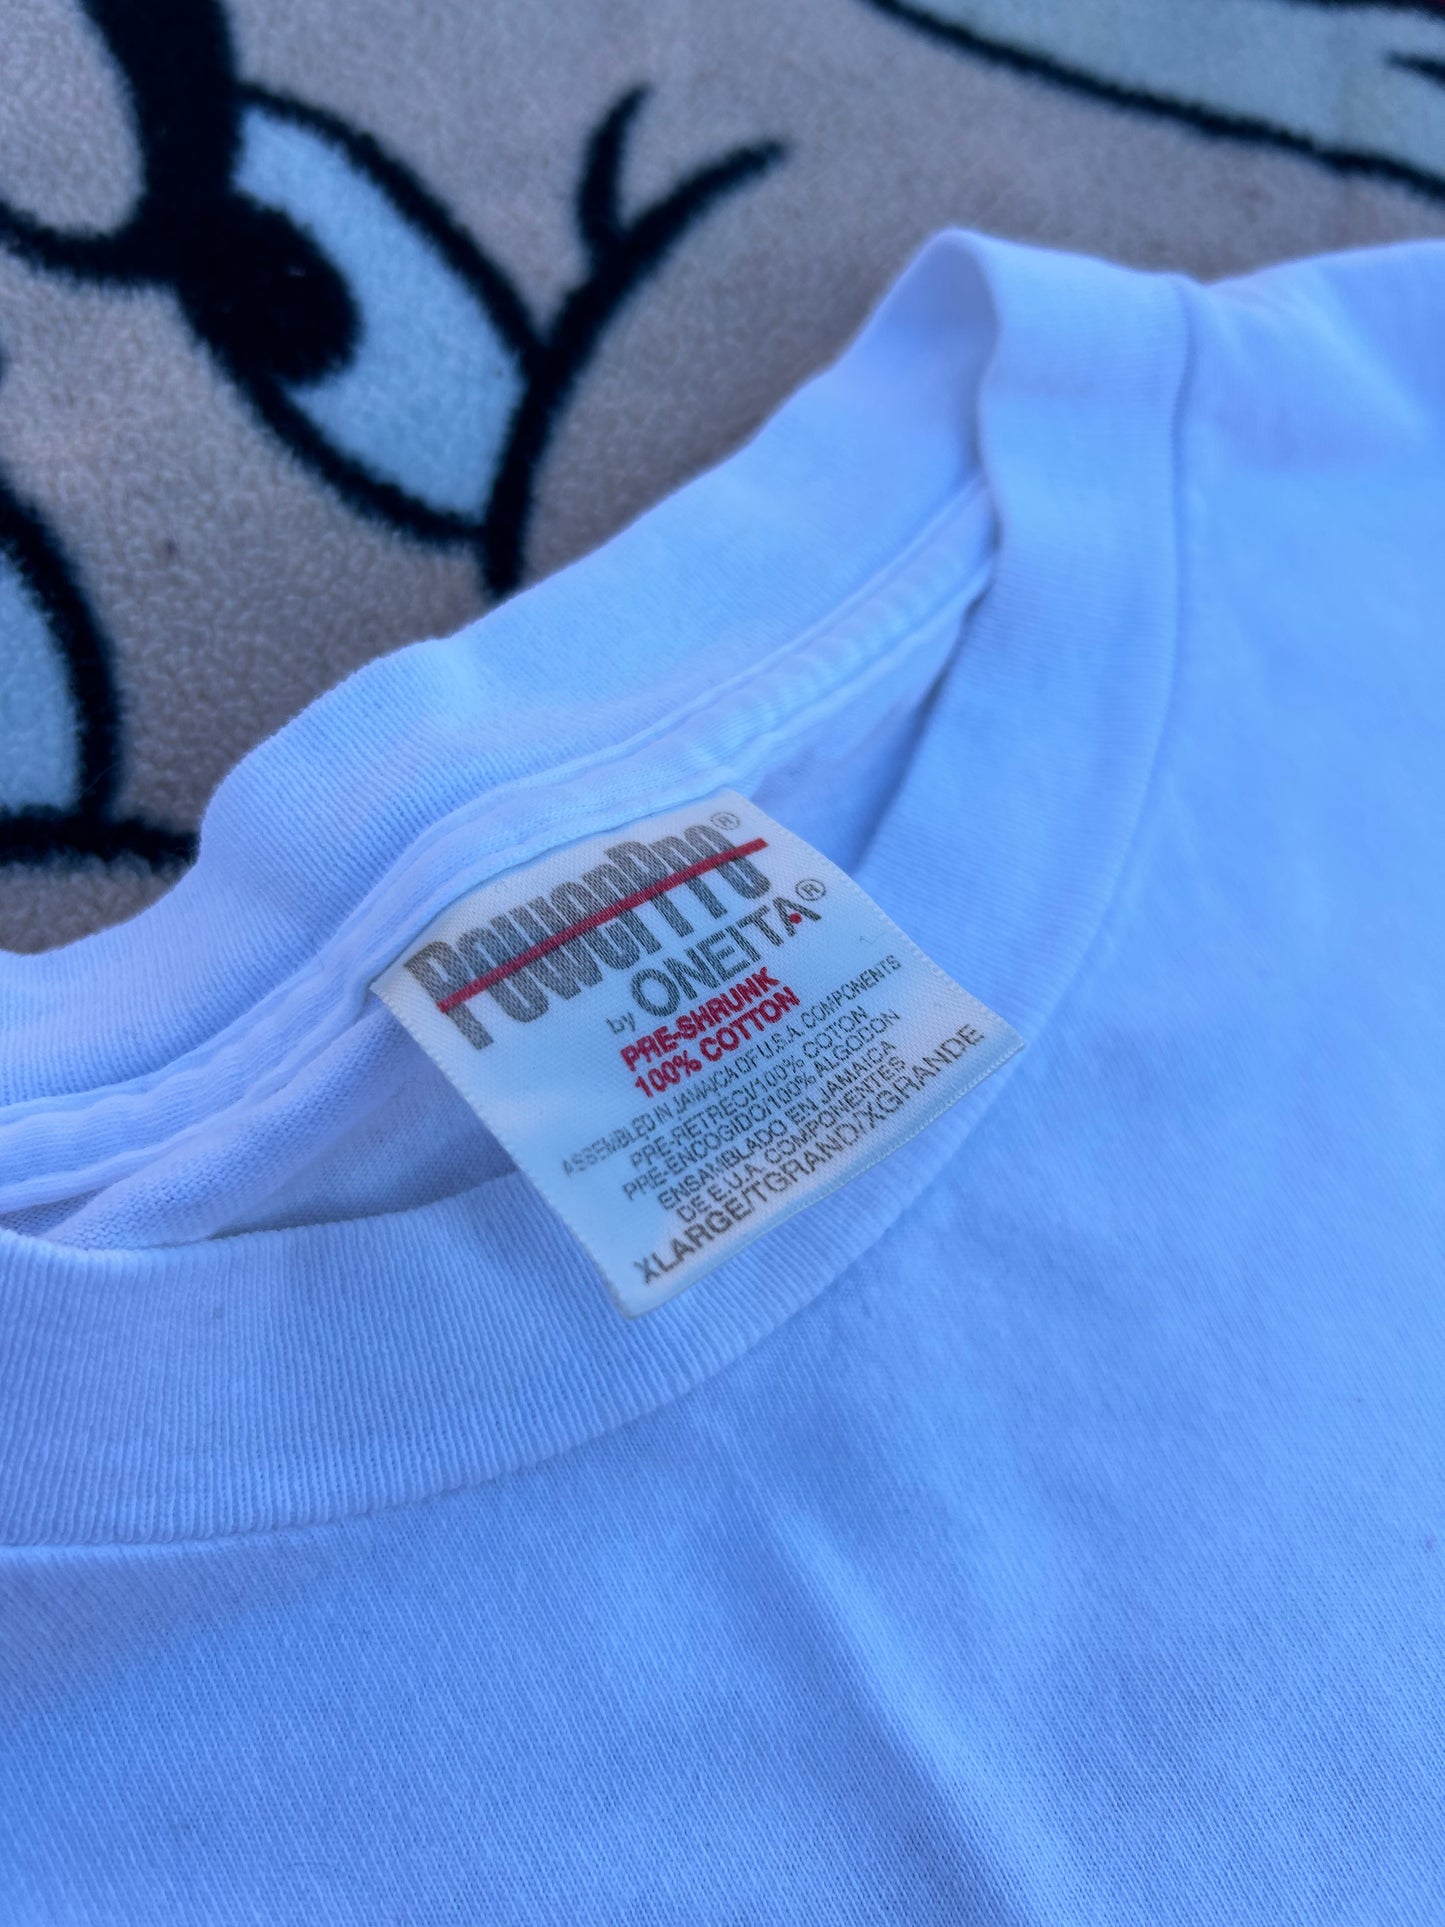 PowerPro®
by ONEITA®
PRE-SHRUNK
100% COTTON
ASSEMBLED IN JAMAICA OF U.S.A. COMPONENTS
PRE-RETRECI/100% COTON
PRE-ENCOGIDO/100% ALGODON
ENSAMBLADO EN JAMAICA
DE E.U.A. COMPONENTES
XLARGE/TGRAND/XGRANDE